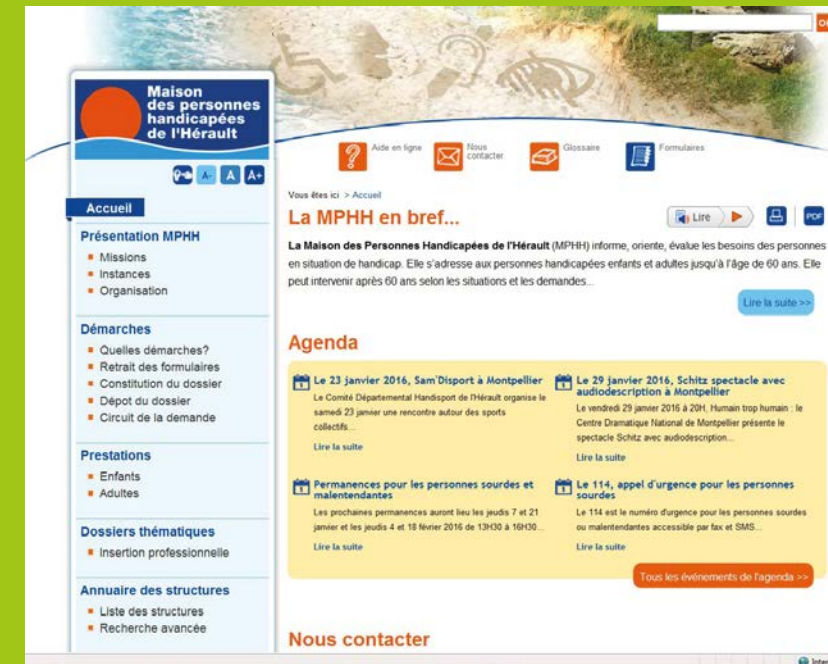 Maison
des personnes
handicapées
de l'Hérault
A- A A+
Aide en ligne
Nous
contacter
Glossaire
Formulaires
Accueil
Présentation MPHH
Missions
Instances
Organisation
Démarches
Quelles démarches?
Retrait des formulaires
Constitution du dossier
Dépot du dossier
Circuit de la demande
Prestations
Enfants
Adultes
Dossiers thématiques
Insertion professionnelle
Annuaire des structures
Liste des structures
Recherche avancée
Vous êtes ici > Accueil
La MPHH en bref...
Lire
PDF
La Maison des Personnes Handicapées de l'Hérault (MPHH) informe, oriente, évalue les besoins des personnes
en situation de handicap. Elle s'adresse aux personnes handicapées enfants et adultes jusqu'à l'âge de 60 ans. Elle
peut intervenir après 60 ans selon les situations et les demandes...
Lire la suite >>
Agenda
Le 23 janvier 2016, Sam'Disport à Montpellier
Le Comité Départemental Handisport de l'Hérault organise le
samedi 23 janvier une rencontre autour des sports
collectifs...
Lire la suite
Le 29 janvier 2016, Schitz spectacle avec
audiodescription à Montpellier
Le vendredi 29 janvier 2016 à 20H, Humain trop humain : le
Centre Dramatique National de Montpellier présente le
spectacle Schitz avec audiodescription...
Lire la suite
Permanences pour les personnes sourdes et
malentendantes
Les prochaines permanences auront lieu les jeudis 7 et 21
janvier et les jeudis 4 et 18 février 2016 de 13H30 à 16H30...
Lire la suite
Le 114, appel d'urgence pour les personnes
sourdes
Le 114 est le numéro d'urgence pour les personnes sourdes
ou malentendantes accessible par fax et SMS...
Lire la suite
Tous les événements de l'agenda >>
Nous contacter